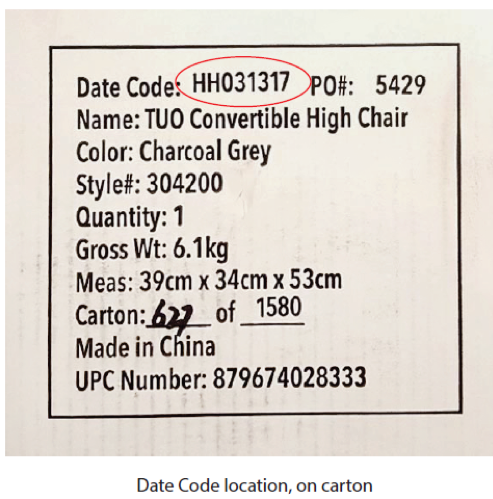 Date Code: HH031317 PO#: 5429
Name: TUO Convertible High Chair
Color: Charcoal Grey
Style#: 304200
Quantity: 1
Gross Wt: 6.1kg
Meas: 39cm x 34cm x 53cm
Carton: 627 of 1580
Made in China
UPC Number: 879674028333
Date Code location, on carton